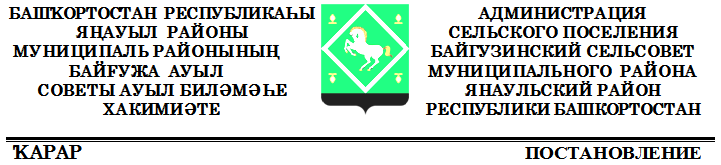 БАШҠОРТОСТАН РЕСПУБЛИКАҺЫ
ЯҢАУЫЛ РАЙОНЫ
МУНИЦИПАЛЬ РАЙОНЫНЫҢ
БАЙҒУЖА АУЫЛ
СОВЕТЫ АУЫЛ БИЛӘМӘҺЕ
ХАКИМИӘТЕ
АДМИНИСТРАЦИЯ
СЕЛЬСКОГО ПОСЕЛЕНИЯ
БАЙГУЗИНСКИЙ СЕЛЬСОВЕТ
МУНИЦИПАЛЬНОГО РАЙОНА
ЯНАУЛЬСКИЙ РАЙОН
РЕСПУБЛИКИ БАШКОРТОСТАН
ҠАРАР
ПОСТАНОВЛЕНИЕ